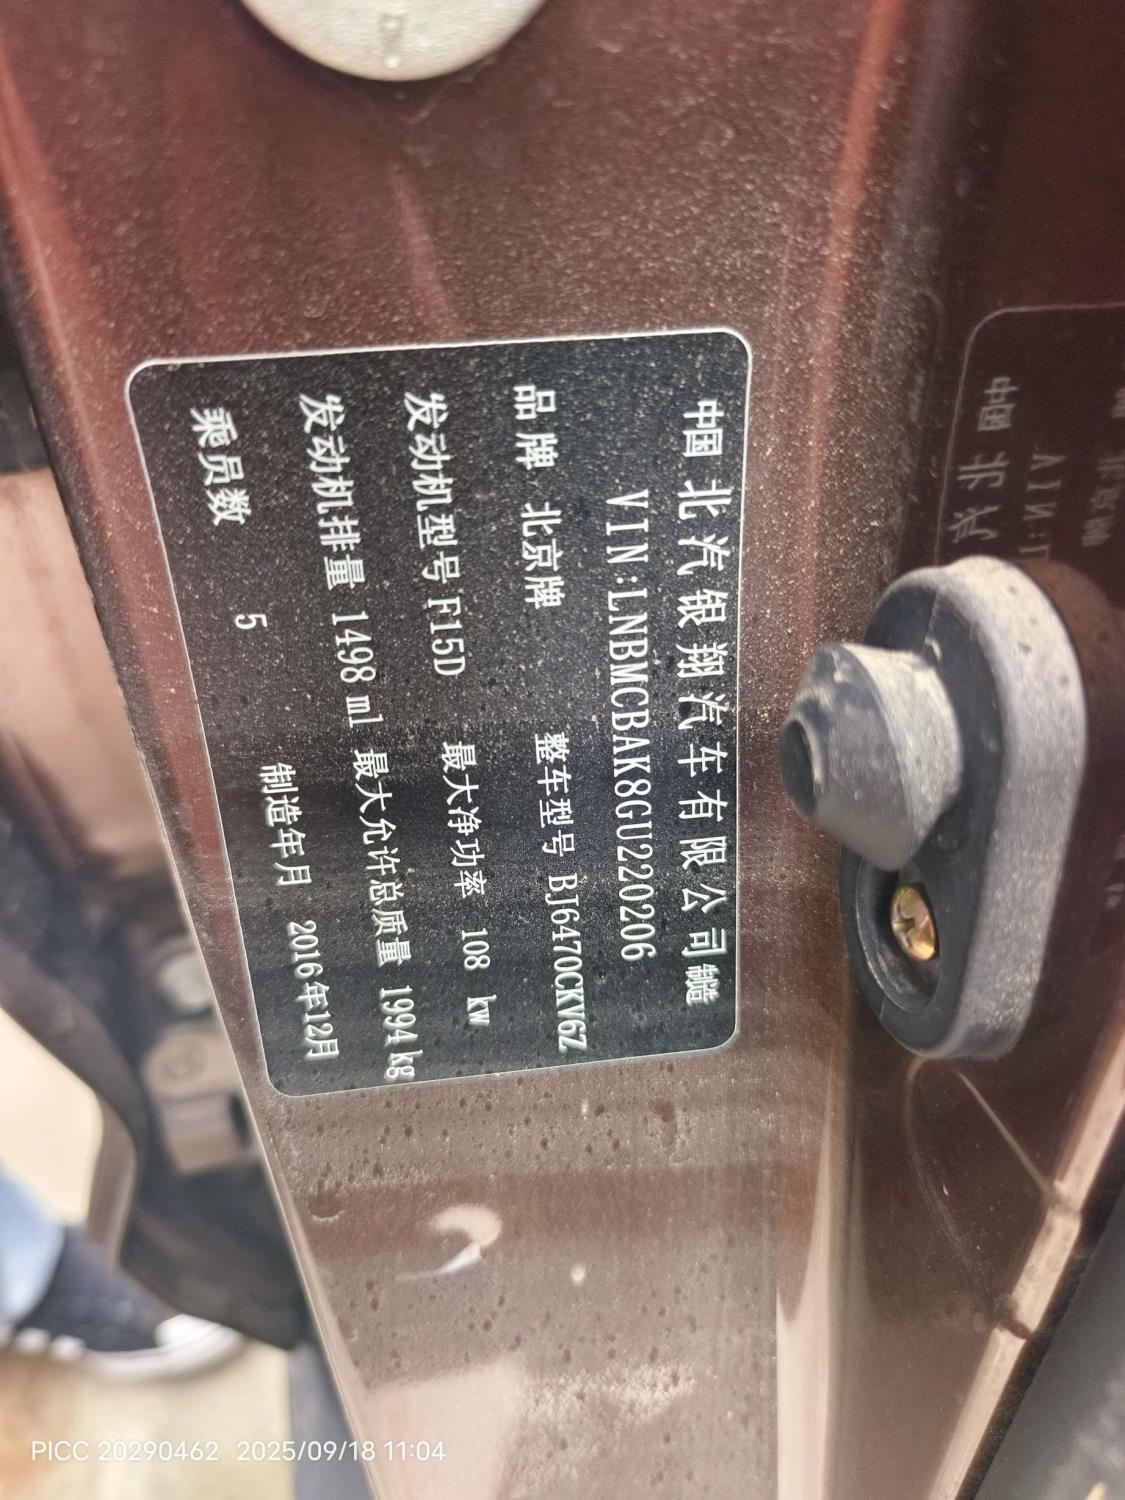 中国 北汽银翔汽车有限公司 制造
VIN:LNBMCBAK8GU220206
品牌 北京牌 整车型号 BJ6470CKV6Z
发动机型号 F15D 最大净功率 108 kw
发动机排量 1498 ml 最大允许总质量 1994 kg
乘员数 5 制造年月 2016年12月
PICC 20290462 2025/09/18 11:04